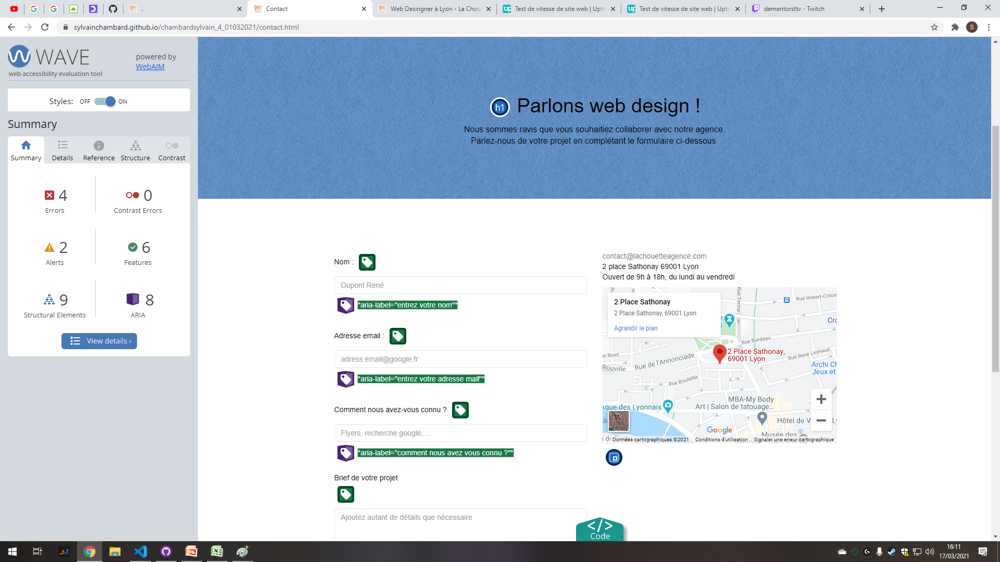 .
Contact
Web Desingner à Lyon - La Chou
Test de vitesse de site web | Uptr
Test de vitesse de site web | Uptr
dementorsttv - Twitch
sylvainchambard.github.io/chambardsylvain_4_01032021/contact.html
S
WAVE
web accessibility evaluation tool
powered by
WebAIM
Styles: OFF ON
Summary
Summary Details Reference Structure Contrast
4 Errors
0 Contrast Errors
2 Alerts
6 Features
9 Structural Elements
8 ARIA
View details ›
h1 Parlons web design !
Nous sommes ravis que vous souhaitiez collaborer avec notre agence.
Parlez-nous de votre projet en complétant le formulaire ci-dessous.
Nom :
Dupont René
*aria-label="entrez votre nom"*
Adresse email :
adress.email@google.fr
*aria-label="entrez votre adresse mail"*
Comment nous avez-vous connu ?
Flyers, recherche google, ...
*aria-label="comment nous avez vous connu ?"*
Brief de votre projet
Ajoutez autant de détails que nécessaire
contact@lachouetteagence.com
2 place Sathonay 69001 Lyon
Ouvert de 9h à 18h, du lundi au vendredi
2 Place Sathonay
2 Place Sathonay, 69001 Lyon
Agrandir le plan
Rue Terme
Rue Imbert-Colom
Cro
Rue Burdeau
ue Rivet
Rue de l'Annonciade
2 Place Sathonay,
69001 Lyon
Rue René Leynaud
Rouville
Archi Ch
Jeux et
Rue Bouteille
MBA-My Body
Art | Salon de tatouage...
sque des Lyonnais
Hôtel de V
Ly
Google
Musée des
Données cartographiques ©2021 Conditions d'utilisation Signaler une erreur cartographique
</>
Code
16:11
17/03/2021